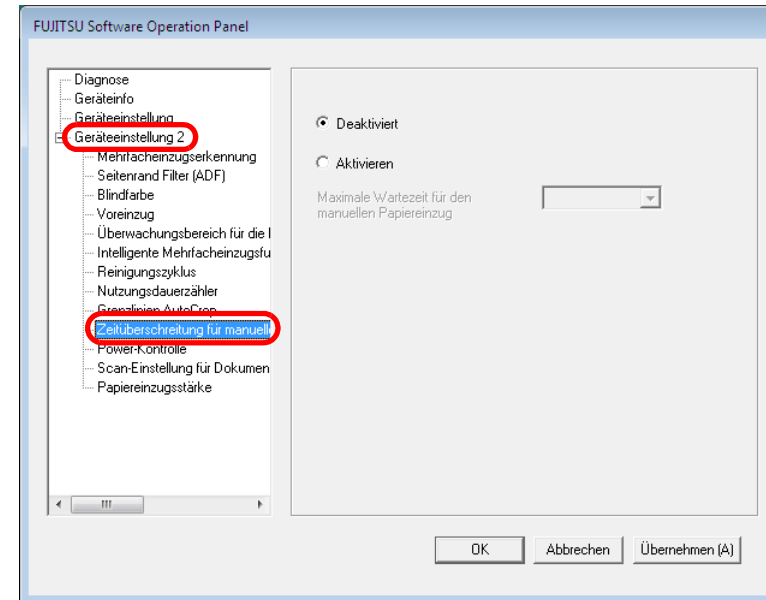 FUJITSU Software Operation Panel
Diagnose
Geräteinfo
Geräteeinstellung
Geräteeinstellung 2
Mehrfacheinzugserkennung
Seitenrand Filter (ADF)
Blindfarbe
Voreinzug
Überwachungsbereich für die I
Intelligente Mehrfacheinzugsfu
Reinigungszyklus
Nutzungsdauerzähler
Grenzlinien AutoCrop
Zeitüberschreitung für manuell
Power-Kontrolle
Scan-Einstellung für Dokumen
Papiereinzugsstärke
Deaktiviert
Aktivieren
Maximale Wartezeit für den
manuellen Papiereinzug
OK Abbrechen Übernehmen (A)